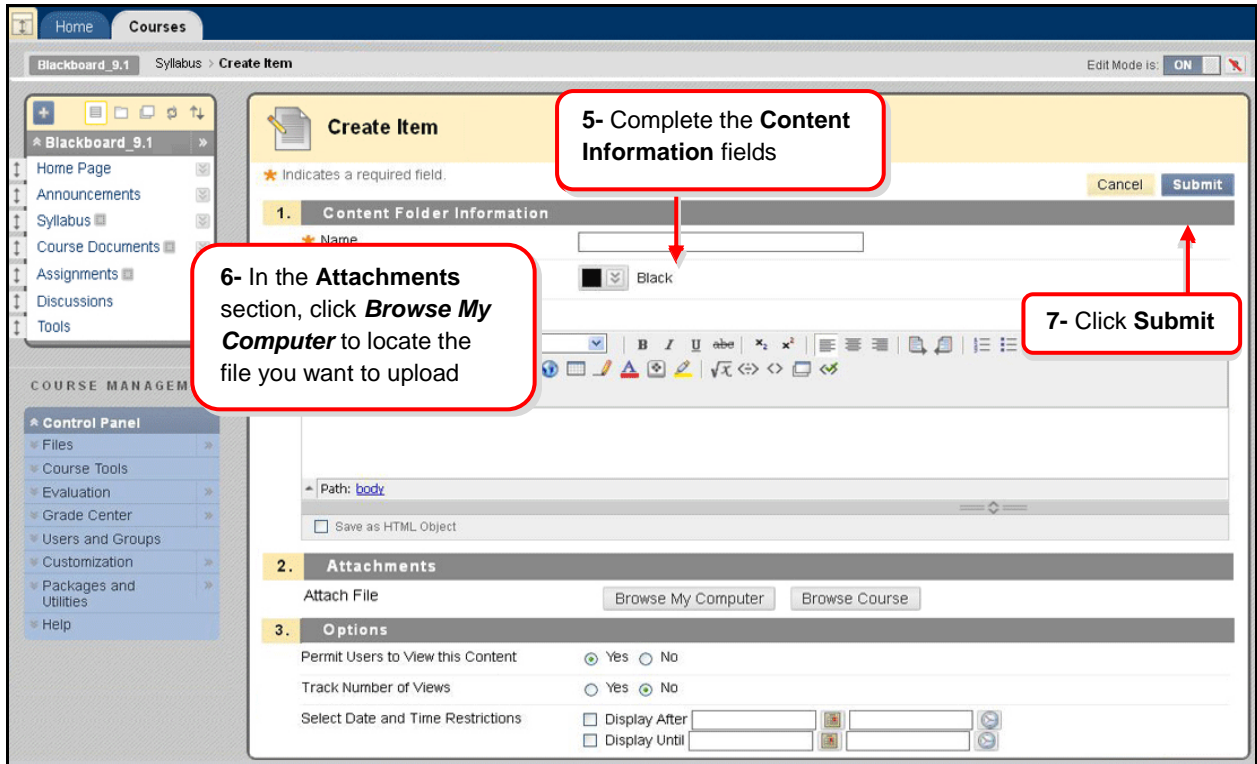 Home
Courses
Blackboard_9.1
Syllabus > Create Item
Edit Mode is: ON
Blackboard_9.1
Home Page
Announcements
Syllabus
Course Documents
Assignments
Discussions
Tools
COURSE MANAGEM
Control Panel
Files
Course Tools
Evaluation
Grade Center
Users and Groups
Customization
Packages and
Utilities
Help
Create Item
5- Complete the Content
Information fields
Indicates a required field.
Cancel
Submit
1. Content Folder Information
Name
Black
6- In the Attachments
section, click Browse My
Computer to locate the
file you want to upload
7- Click Submit
B I U abc x₂ x²
Path: body
Save as HTML Object
2. Attachments
Attach File
Browse My Computer
Browse Course
3. Options
Permit Users to View this Content
Yes No
Track Number of Views
Yes No
Select Date and Time Restrictions
Display After
Display Until